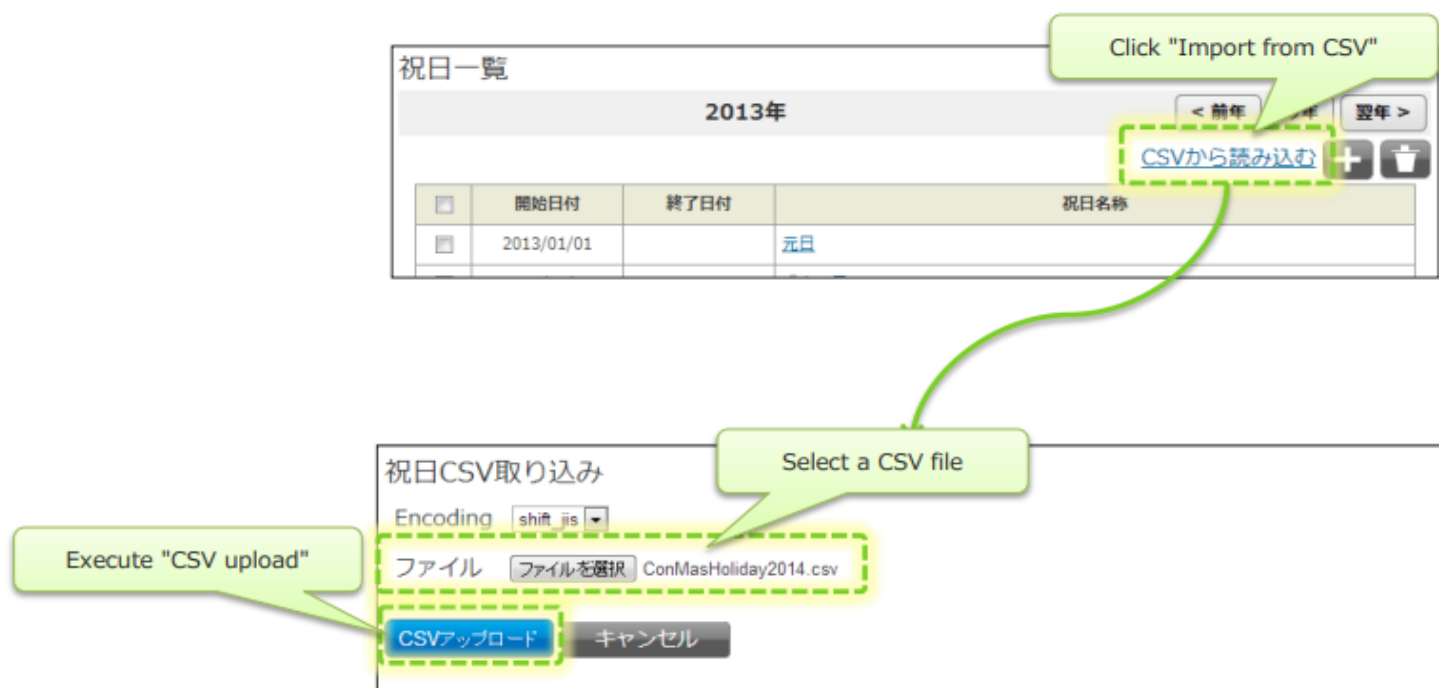 Click "Import from CSV"
祝日一覧
2013年
< 前年
年
翌年 >
CSVから読み込む
開始日付 終了日付 祝日名称
2013/01/01 元日
Select a CSV file
祝日CSV取り込み
Encoding shift_jis
Execute "CSV upload"
ファイル ファイルを選択 ConMasHoliday2014.csv
CSVアップロード キャンセル